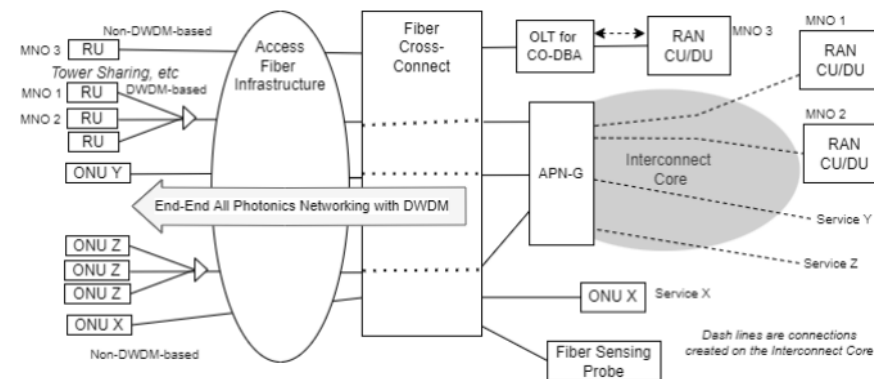 Non-DWDM-based
MNO 3
RU
Tower Sharing, etc
MNO 1
RU
DWDM-based
MNO 2
RU
RU
ONU Y
ONU Z
ONU Z
ONU Z
ONU X
Non-DWDM-based
Access
Fiber
Infrastructure
Fiber
Cross-
Connect
End-End All Photonics Networking with DWDM
OLT for
CO-DBA
RAN
CU/DU
MNO 3
MNO 1
RAN
CU/DU
MNO 2
RAN
CU/DU
APN-G
Interconnect
Core
Service Y
Service Z
ONU X
Service X
Fiber Sensing
Probe
Dash lines are connections
created on the Interconnect Core